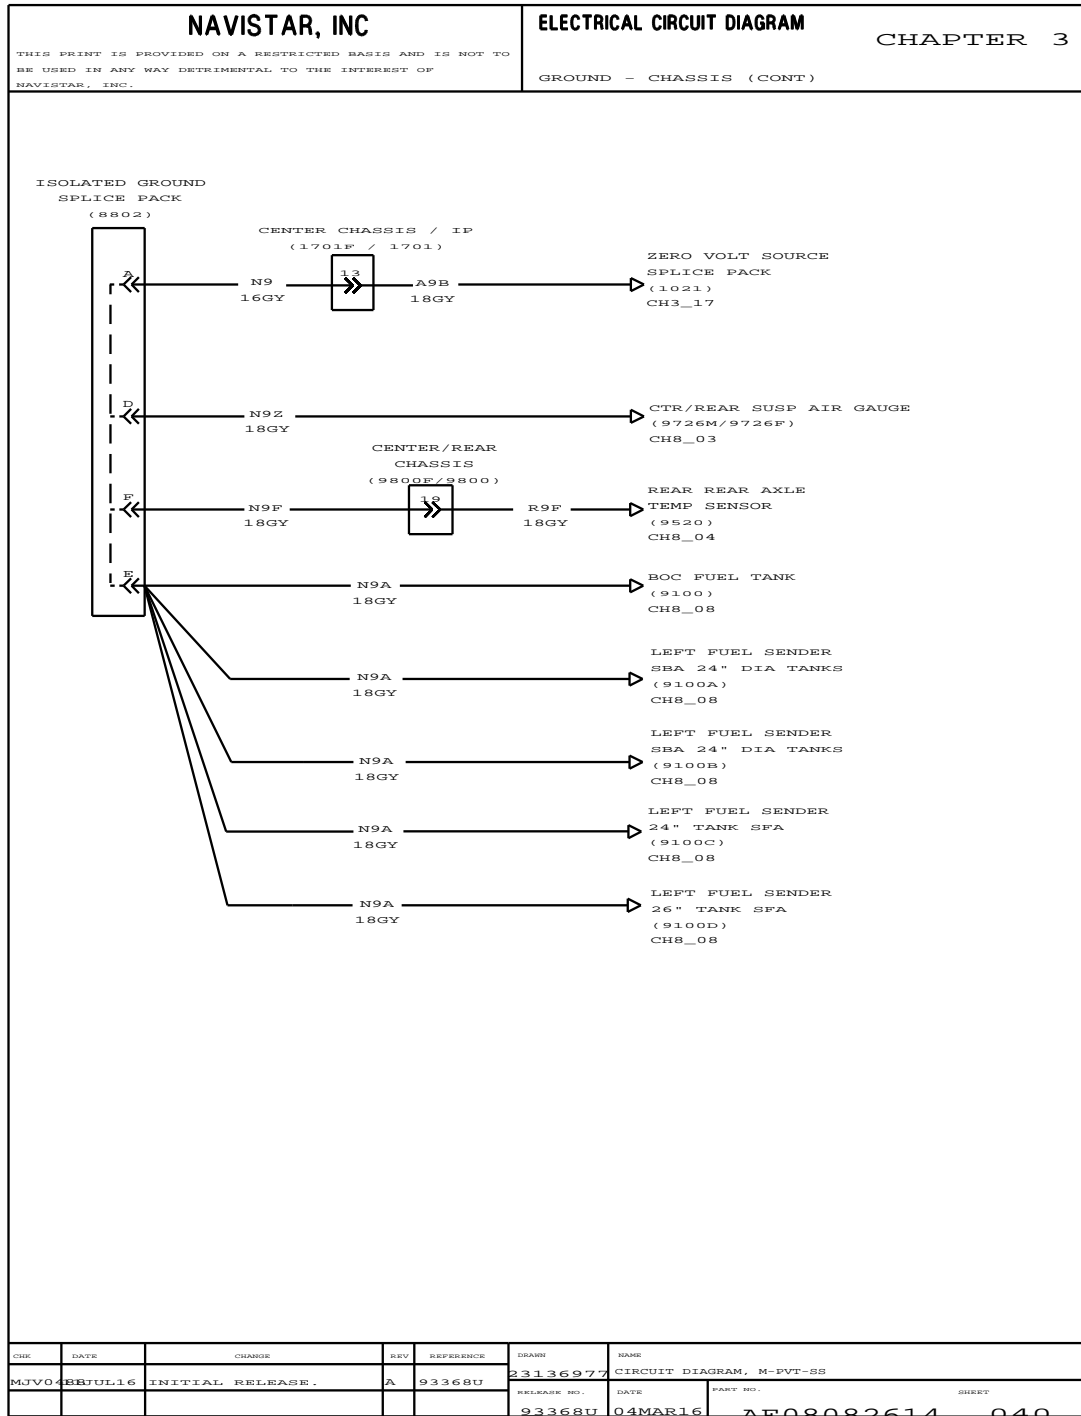 NAVISTAR, INC
THIS PRINT IS PROVIDED ON A RESTRICTED BASIS AND IS NOT TO
BE USED IN ANY WAY DETRIMENTAL TO THE INTEREST OF
NAVISTAR, INC.
ELECTRICAL CIRCUIT DIAGRAM
CHAPTER 3
GROUND - CHASSIS (CONT)
ISOLATED GROUND
SPLICE PACK
(8802)
CENTER CHASSIS / IP
(1701F / 1701)
A
N9
16GY
13
A9B
18GY
ZERO VOLT SOURCE
SPLICE PACK
(1021)
CH3_17
D
N9Z
18GY
CTR/REAR SUSP AIR GAUGE
(9726M/9726F)
CH8_03
CENTER/REAR
CHASSIS
(9800F/9800)
F
N9F
18GY
19
R9F
18GY
REAR REAR AXLE
TEMP SENSOR
(9520)
CH8_04
E
N9A
18GY
BOC FUEL TANK
(9100)
CH8_08
N9A
18GY
LEFT FUEL SENDER
SBA 24" DIA TANKS
(9100A)
CH8_08
N9A
18GY
LEFT FUEL SENDER
SBA 24" DIA TANKS
(9100B)
CH8_08
N9A
18GY
LEFT FUEL SENDER
24" TANK SFA
(9100C)
CH8_08
N9A
18GY
LEFT FUEL SENDER
26" TANK SFA
(9100D)
CH8_08
CHK DATE CHANGE REV REFERENCE
INITIAL RELEASE. A 93368U
DRAWN
23136977
NAME
CIRCUIT DIAGRAM, M-PVT-SS
RELEASE NO.
93368U
DATE
04MAR16
PART NO.
AF08082614
SHEET
040